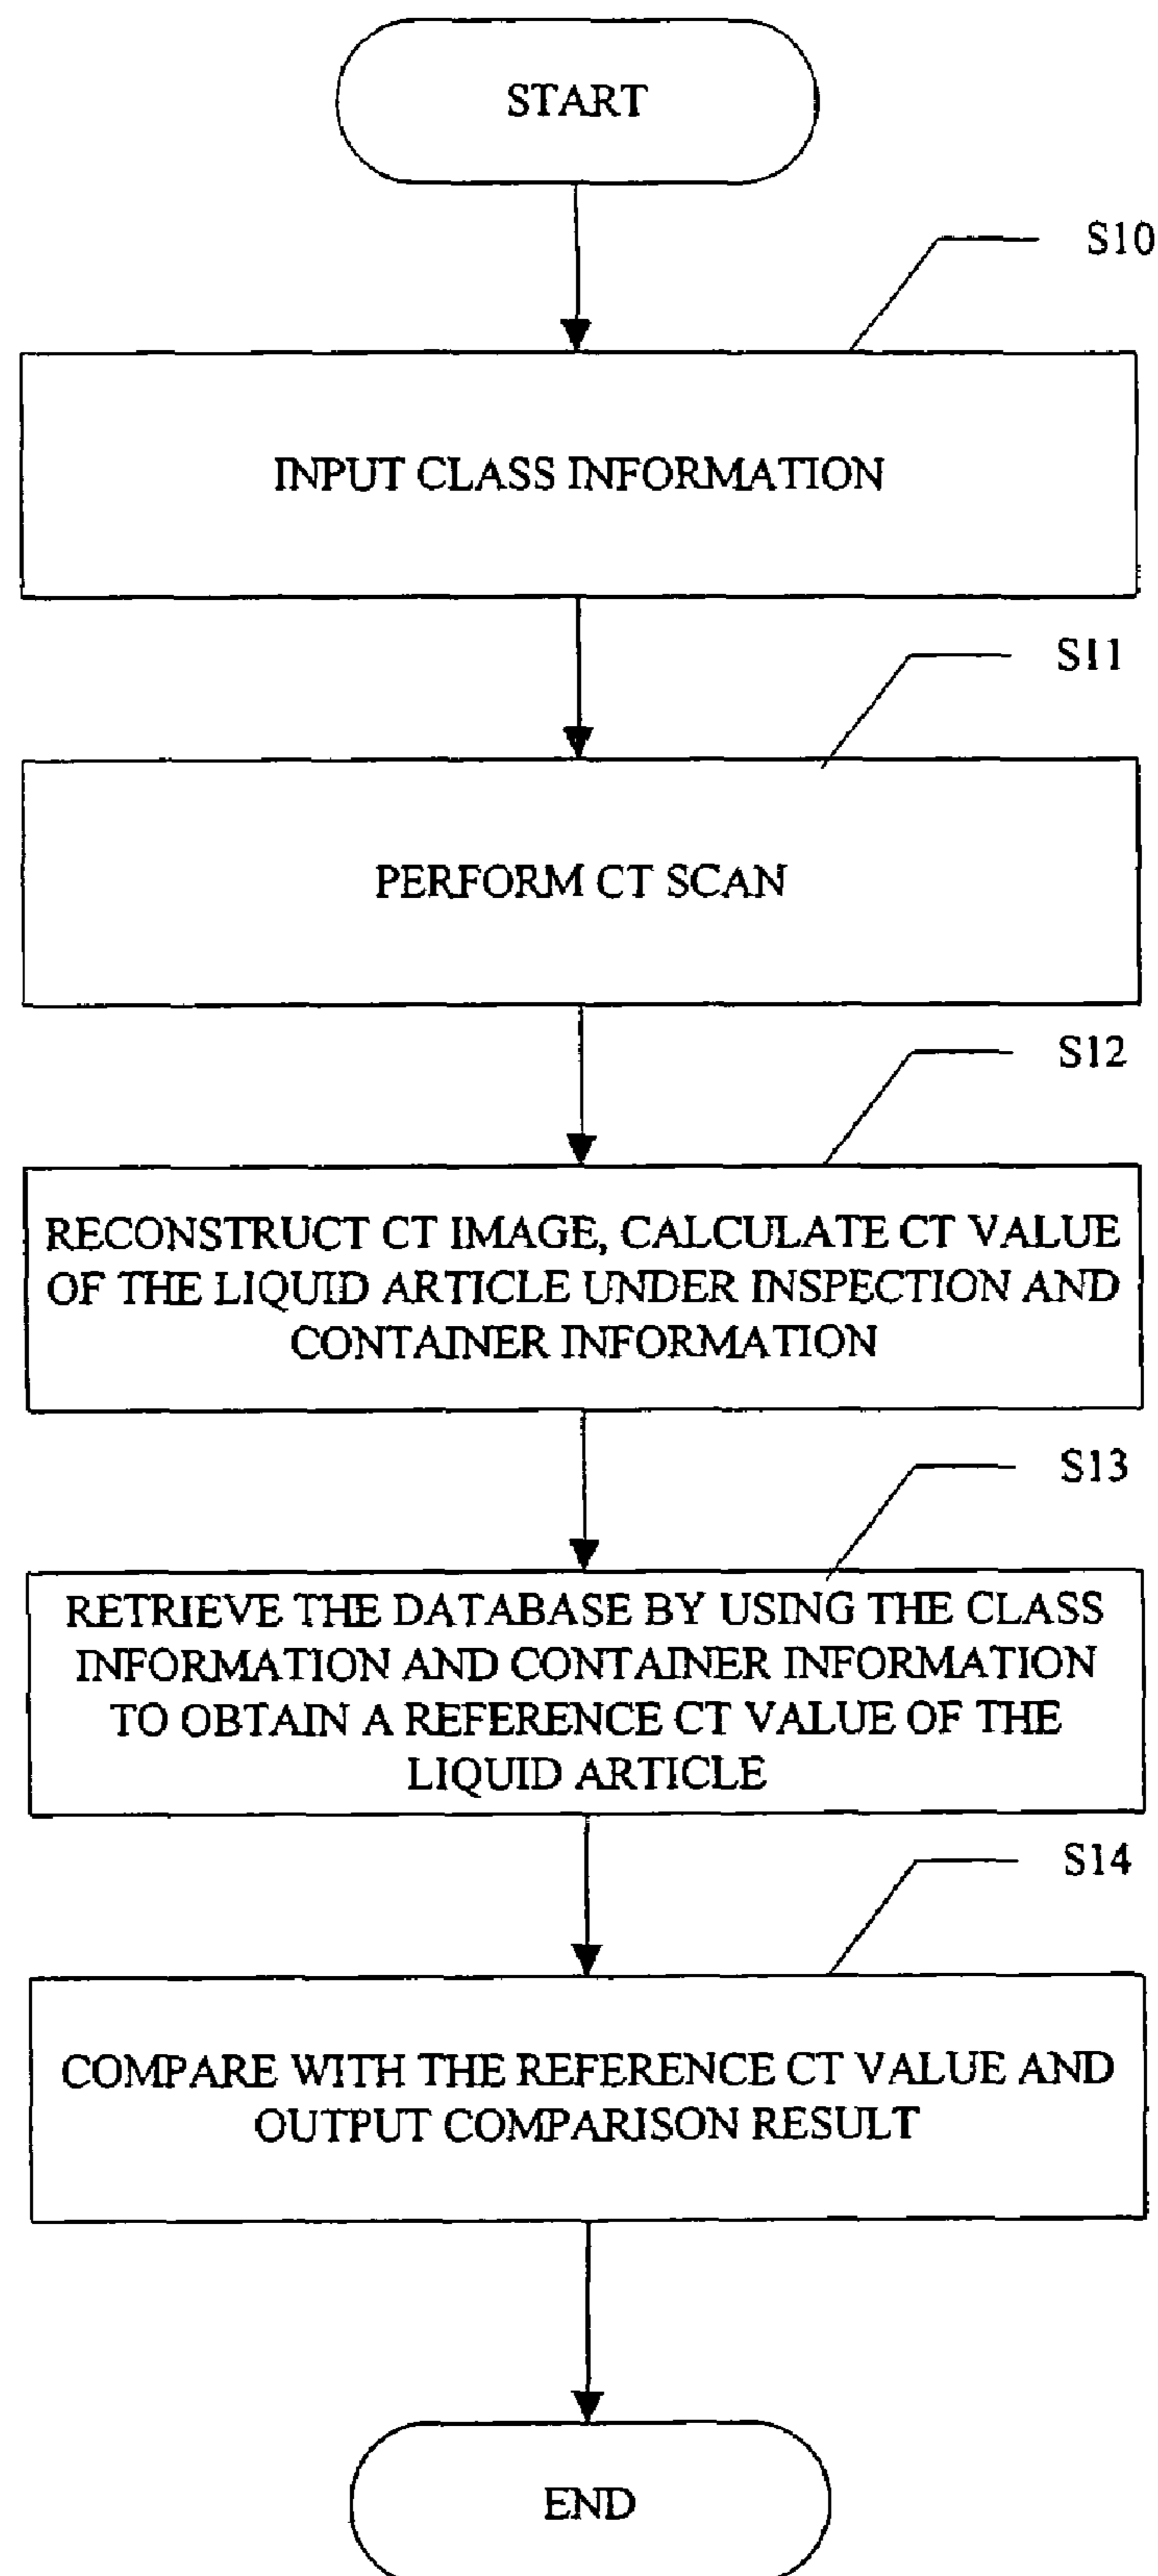 START
S10
INPUT CLASS INFORMATION
S11
PERFORM CT SCAN
S12
RECONSTRUCT CT IMAGE, CALCULATE CT VALUE
OF THE LIQUID ARTICLE UNDER INSPECTION AND
CONTAINER INFORMATION
S13
RETRIEVE THE DATABASE BY USING THE CLASS
INFORMATION AND CONTAINER INFORMATION
TO OBTAIN A REFERENCE CT VALUE OF THE
LIQUID ARTICLE
S14
COMPARE WITH THE REFERENCE CT VALUE AND
OUTPUT COMPARISON RESULT
END